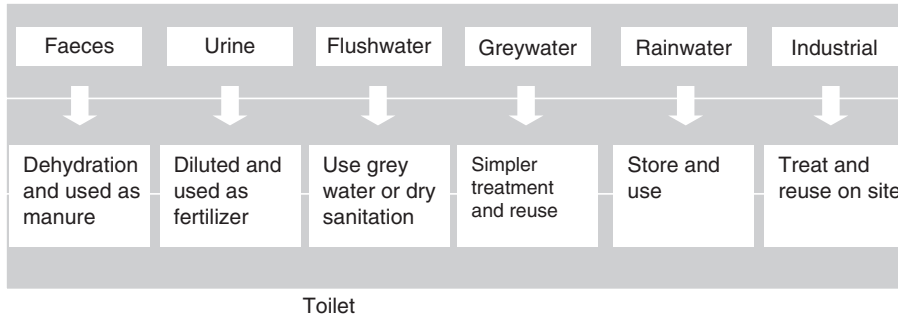 Faeces
Urine
Flushwater
Greywater
Rainwater
Industrial
Dehydration
and used as
manure
Diluted and
used as
fertilizer
Use grey
water or dry
sanitation
Simpler
treatment
and reuse
Store and
use
Treat and
reuse on site
Toilet